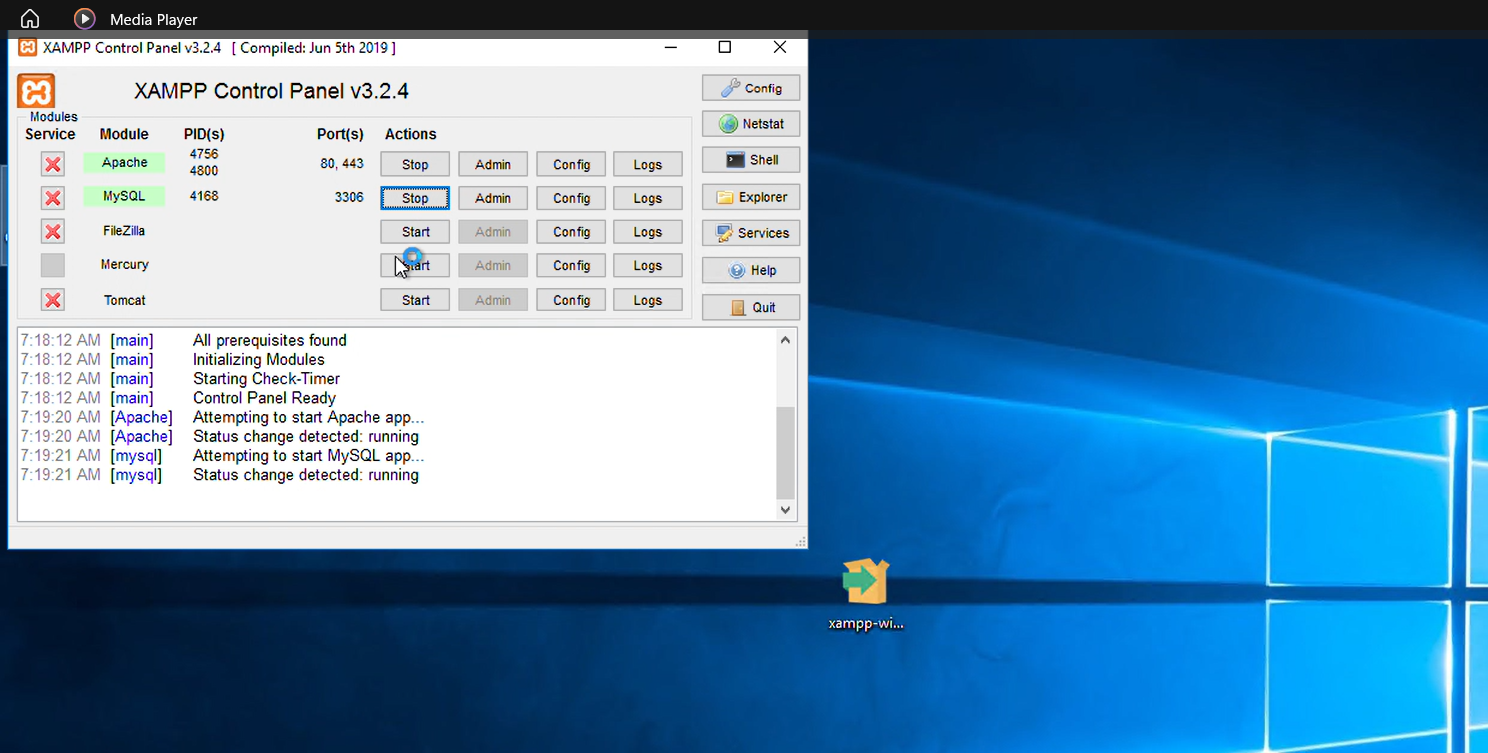 Media Player
XAMPP Control Panel v3.2.4 [ Compiled: Jun 5th 2019 ]
XAMPP Control Panel v3.2.4
Config
Modules
Service Module PID(s) Port(s) Actions
Netstat
Apache 4756 80, 443 Stop Admin Config Logs
4800
Shell
MySQL 4168 3306 Stop Admin Config Logs
Explorer
FileZilla Start Admin Config Logs
Services
Mercury Start Admin Config Logs
Help
Tomcat Start Admin Config Logs
Quit
7:18:12 AM [main] All prerequisites found
7:18:12 AM [main] Initializing Modules
7:18:12 AM [main] Starting Check-Timer
7:18:12 AM [main] Control Panel Ready
7:19:20 AM [Apache] Attempting to start Apache app...
7:19:20 AM [Apache] Status change detected: running
7:19:21 AM [mysql] Attempting to start MySQL app...
7:19:21 AM [mysql] Status change detected: running
xampp-wi...